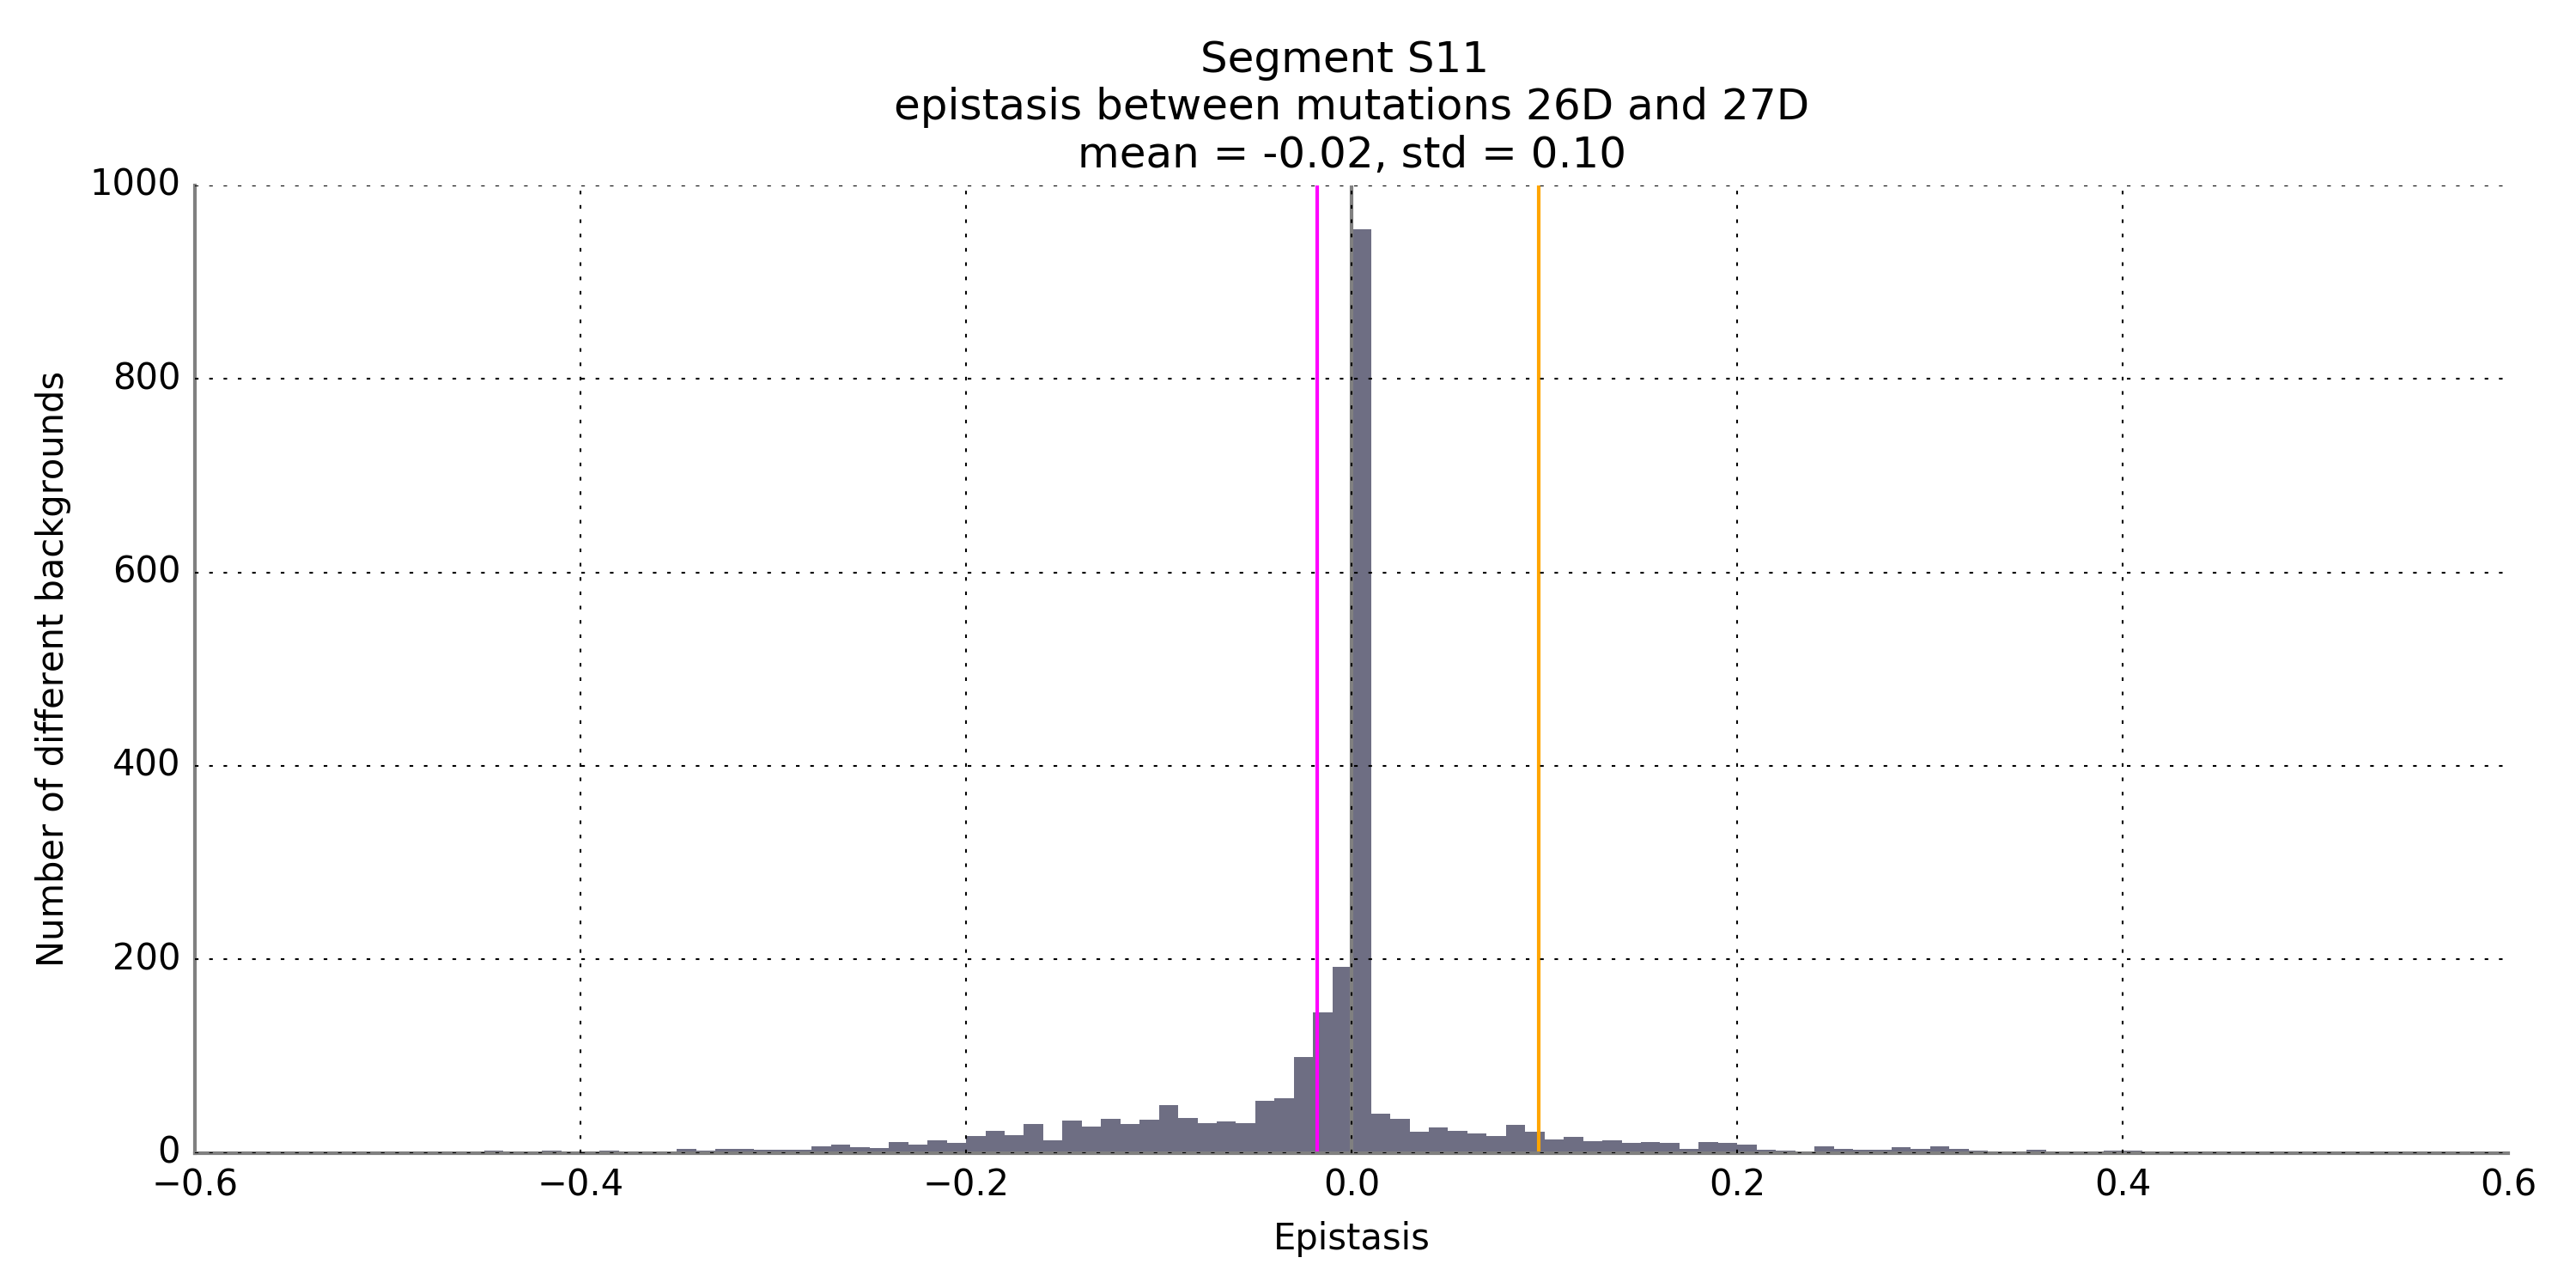 Segment S11
epistasis between mutations 26D and 27D
mean = -0.02, std = 0.10
1000
800
600
400
200
0
Number of different backgrounds
−0.6 −0.4 −0.2 0.0 0.2 0.4 0.6
Epistasis